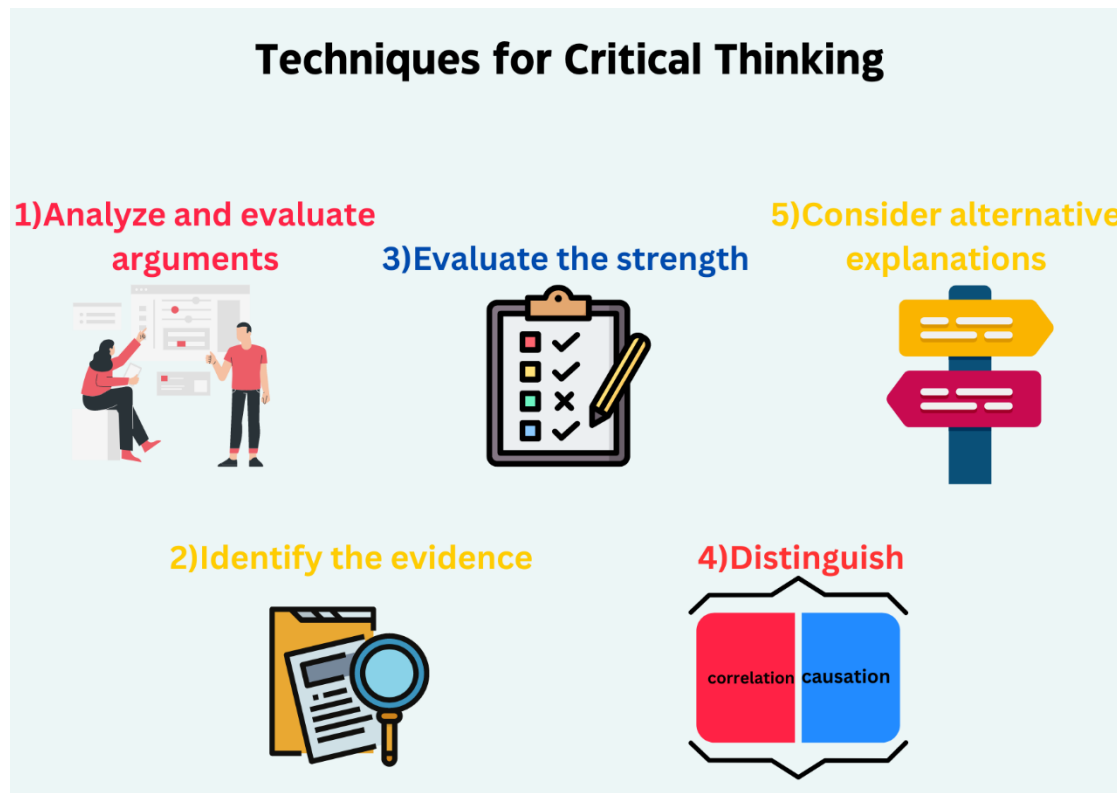 Techniques for Critical Thinking
1)Analyze and evaluate
arguments
2)Identify the evidence
3)Evaluate the strength
4)Distinguish
correlation
causation
5)Consider alternative
explanations